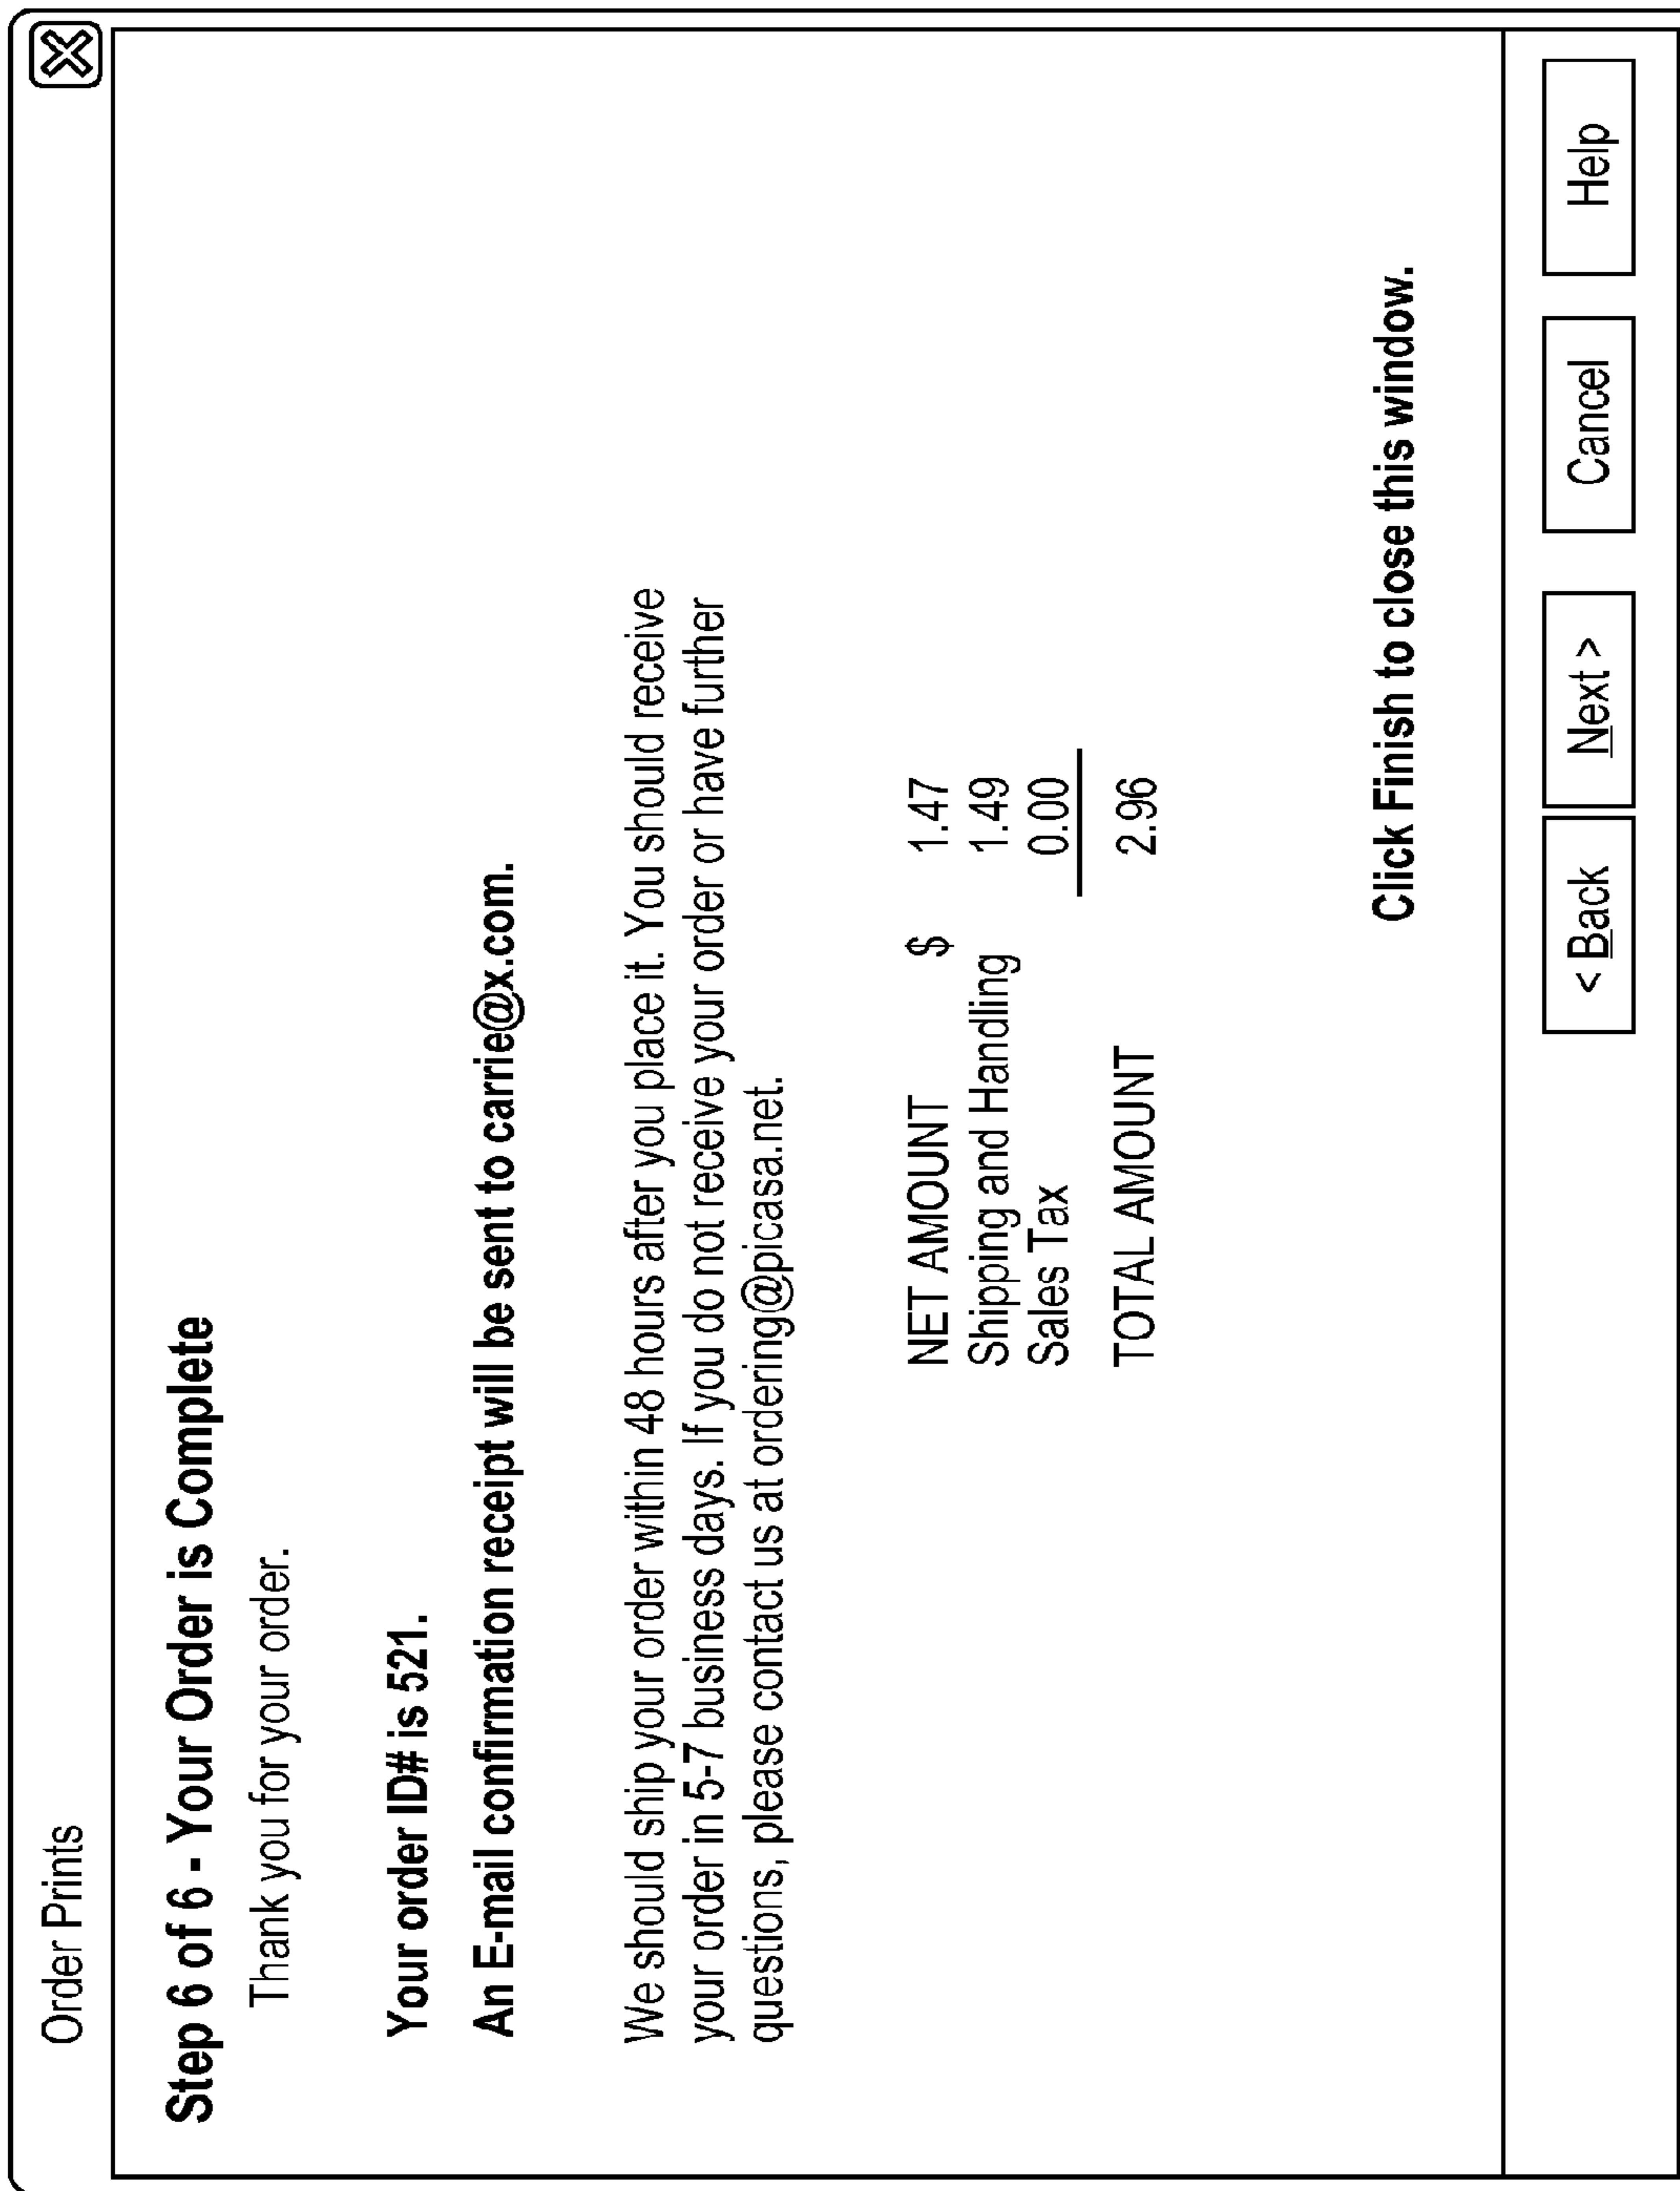 Order Prints
Step 6 of 6 - Your Order is Complete
Thank you for your order.
Your order ID# is 521.
An E-mail confirmation receipt will be sent to carrie@x.com.
We should ship your order within 48 hours after you place it. You should receive
your order in 5-7 business days. If you do not receive your order or have further
questions, please contact us at ordering@picasa.net.
NET AMOUNT $ 1.47
Shipping and Handling 1.49
Sales Tax 0.00
TOTAL AMOUNT 2.96
Click Finish to close this window.
< Back Next > Cancel Help